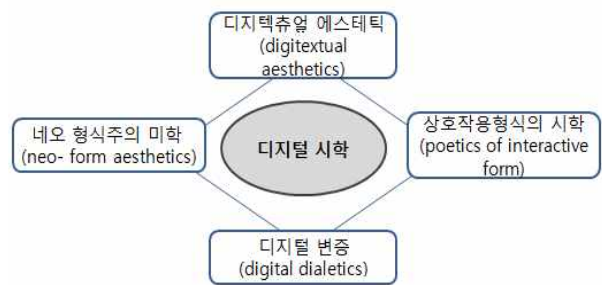 디지텍츄얼 에스테틱
(digitextual
aesthetics)
네오 형식주의 미학
(neo- form aesthetics)
디지털 시학
상호작용형식의 시학
(poetics of interactive
form)
디지털 변증
(digital dialetics)